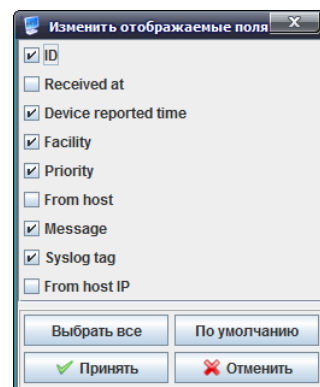 Изменить отображаемые поля X
ID
Received at
Device reported time
Facility
Priority
From host
Message
Syslog tag
From host IP
Выбрать все По умолчанию
Принять Отменить